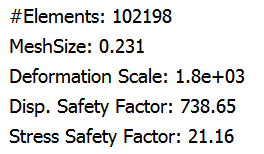 #Elements: 102198
MeshSize: 0.231
Deformation Scale: 1.8e+03
Disp. Safety Factor: 738.65
Stress Safety Factor: 21.16